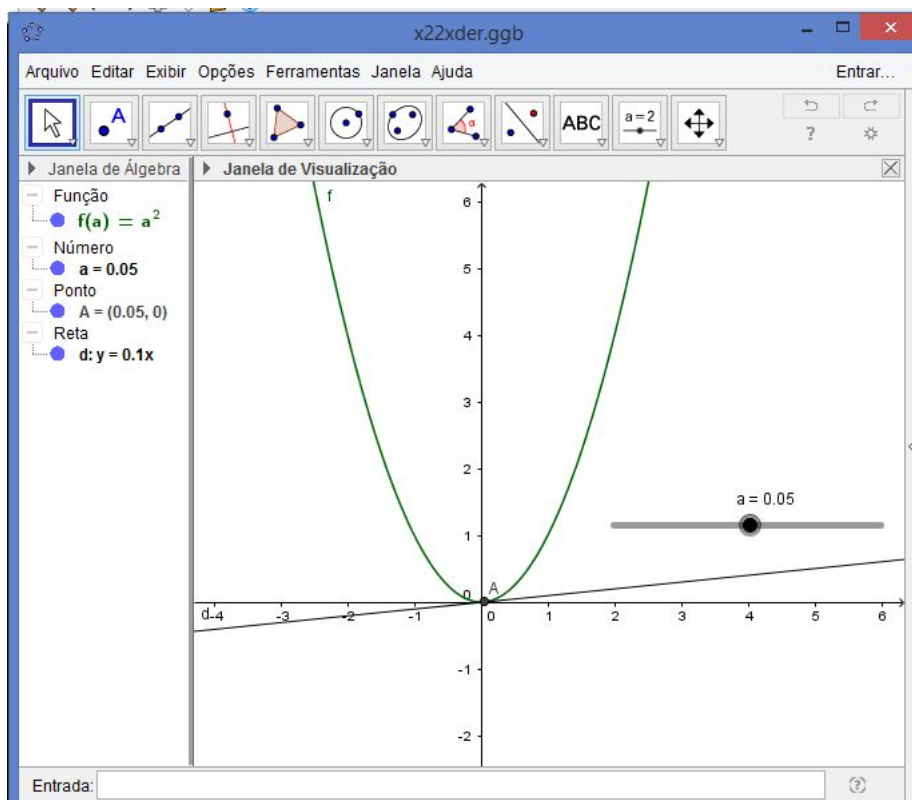 x22xder.ggb
Arquivo Editar Exibir Opções Ferramentas Janela Ajuda Entrar...
A α ABC a=2 ?
Janela de Álgebra
Janela de Visualização
Função
f(a) = a²
Número
a = 0.05
Ponto
A = (0.05, 0)
Reta
d: y = 0.1x
f
6
5
4
3
2
a = 0.05
1
0 A
d -4 -3 -2 -1 0 1 2 3 4 5 6
-1
-2
Entrada: ?